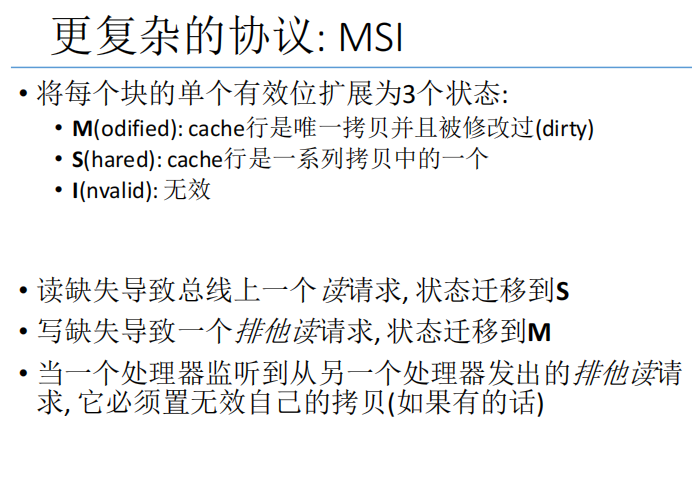 更复杂的协议: MSI
• 将每个块的单个有效位扩展为3个状态:
• M(odified): cache行是唯一拷贝并且被修改过(dirty)
• S(hared): cache行是一系列拷贝中的一个
• I(nvalid): 无效
• 读缺失导致总线上一个读请求, 状态迁移到S
• 写缺失导致一个排他读请求, 状态迁移到M
• 当一个处理器监听到从另一个处理器发出的排他读请
求, 它必须置无效自己的拷贝(如果有的话)